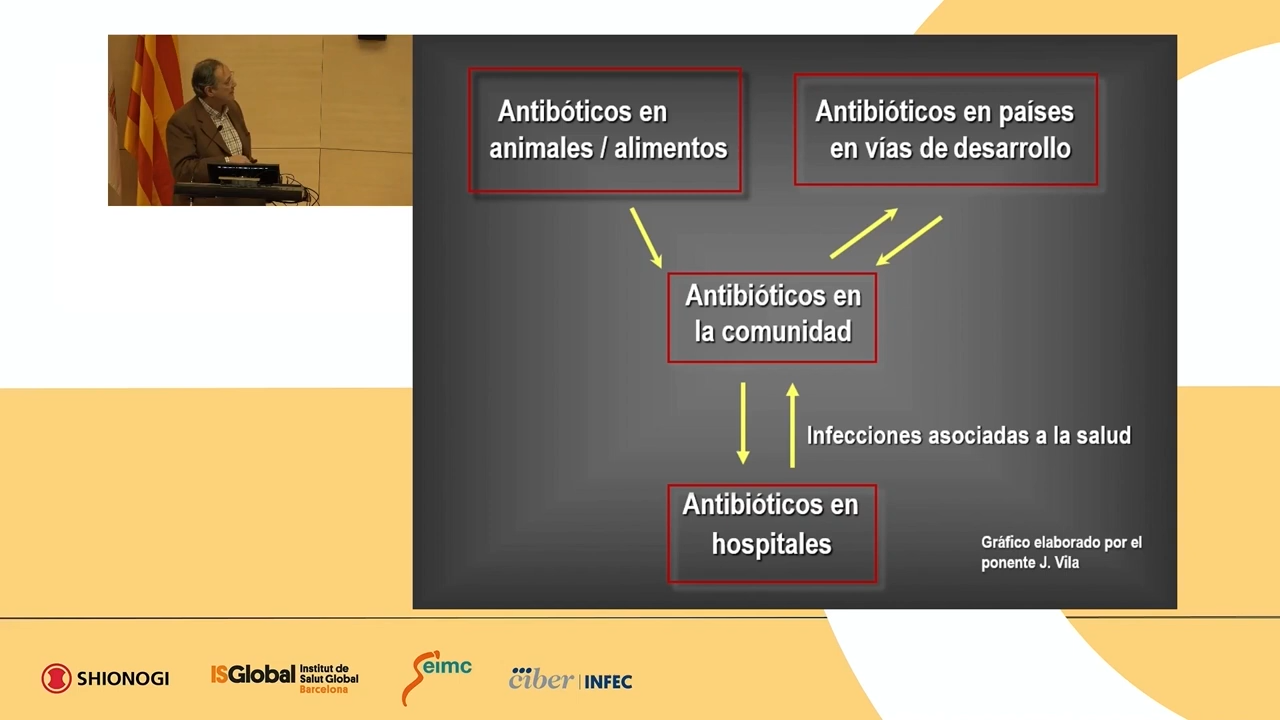 Antibóticos en
animales / alimentos
Antibióticos en países
en vías de desarrollo
Antibióticos en
la comunidad
Infecciones asociadas a la salud
Antibióticos en
hospitales
Gráfico elaborado por el
ponente J. Vila
SHIONOGI
ISGlobal Institut de
Salut Global
Barcelona
Seimc
ciber INFEC